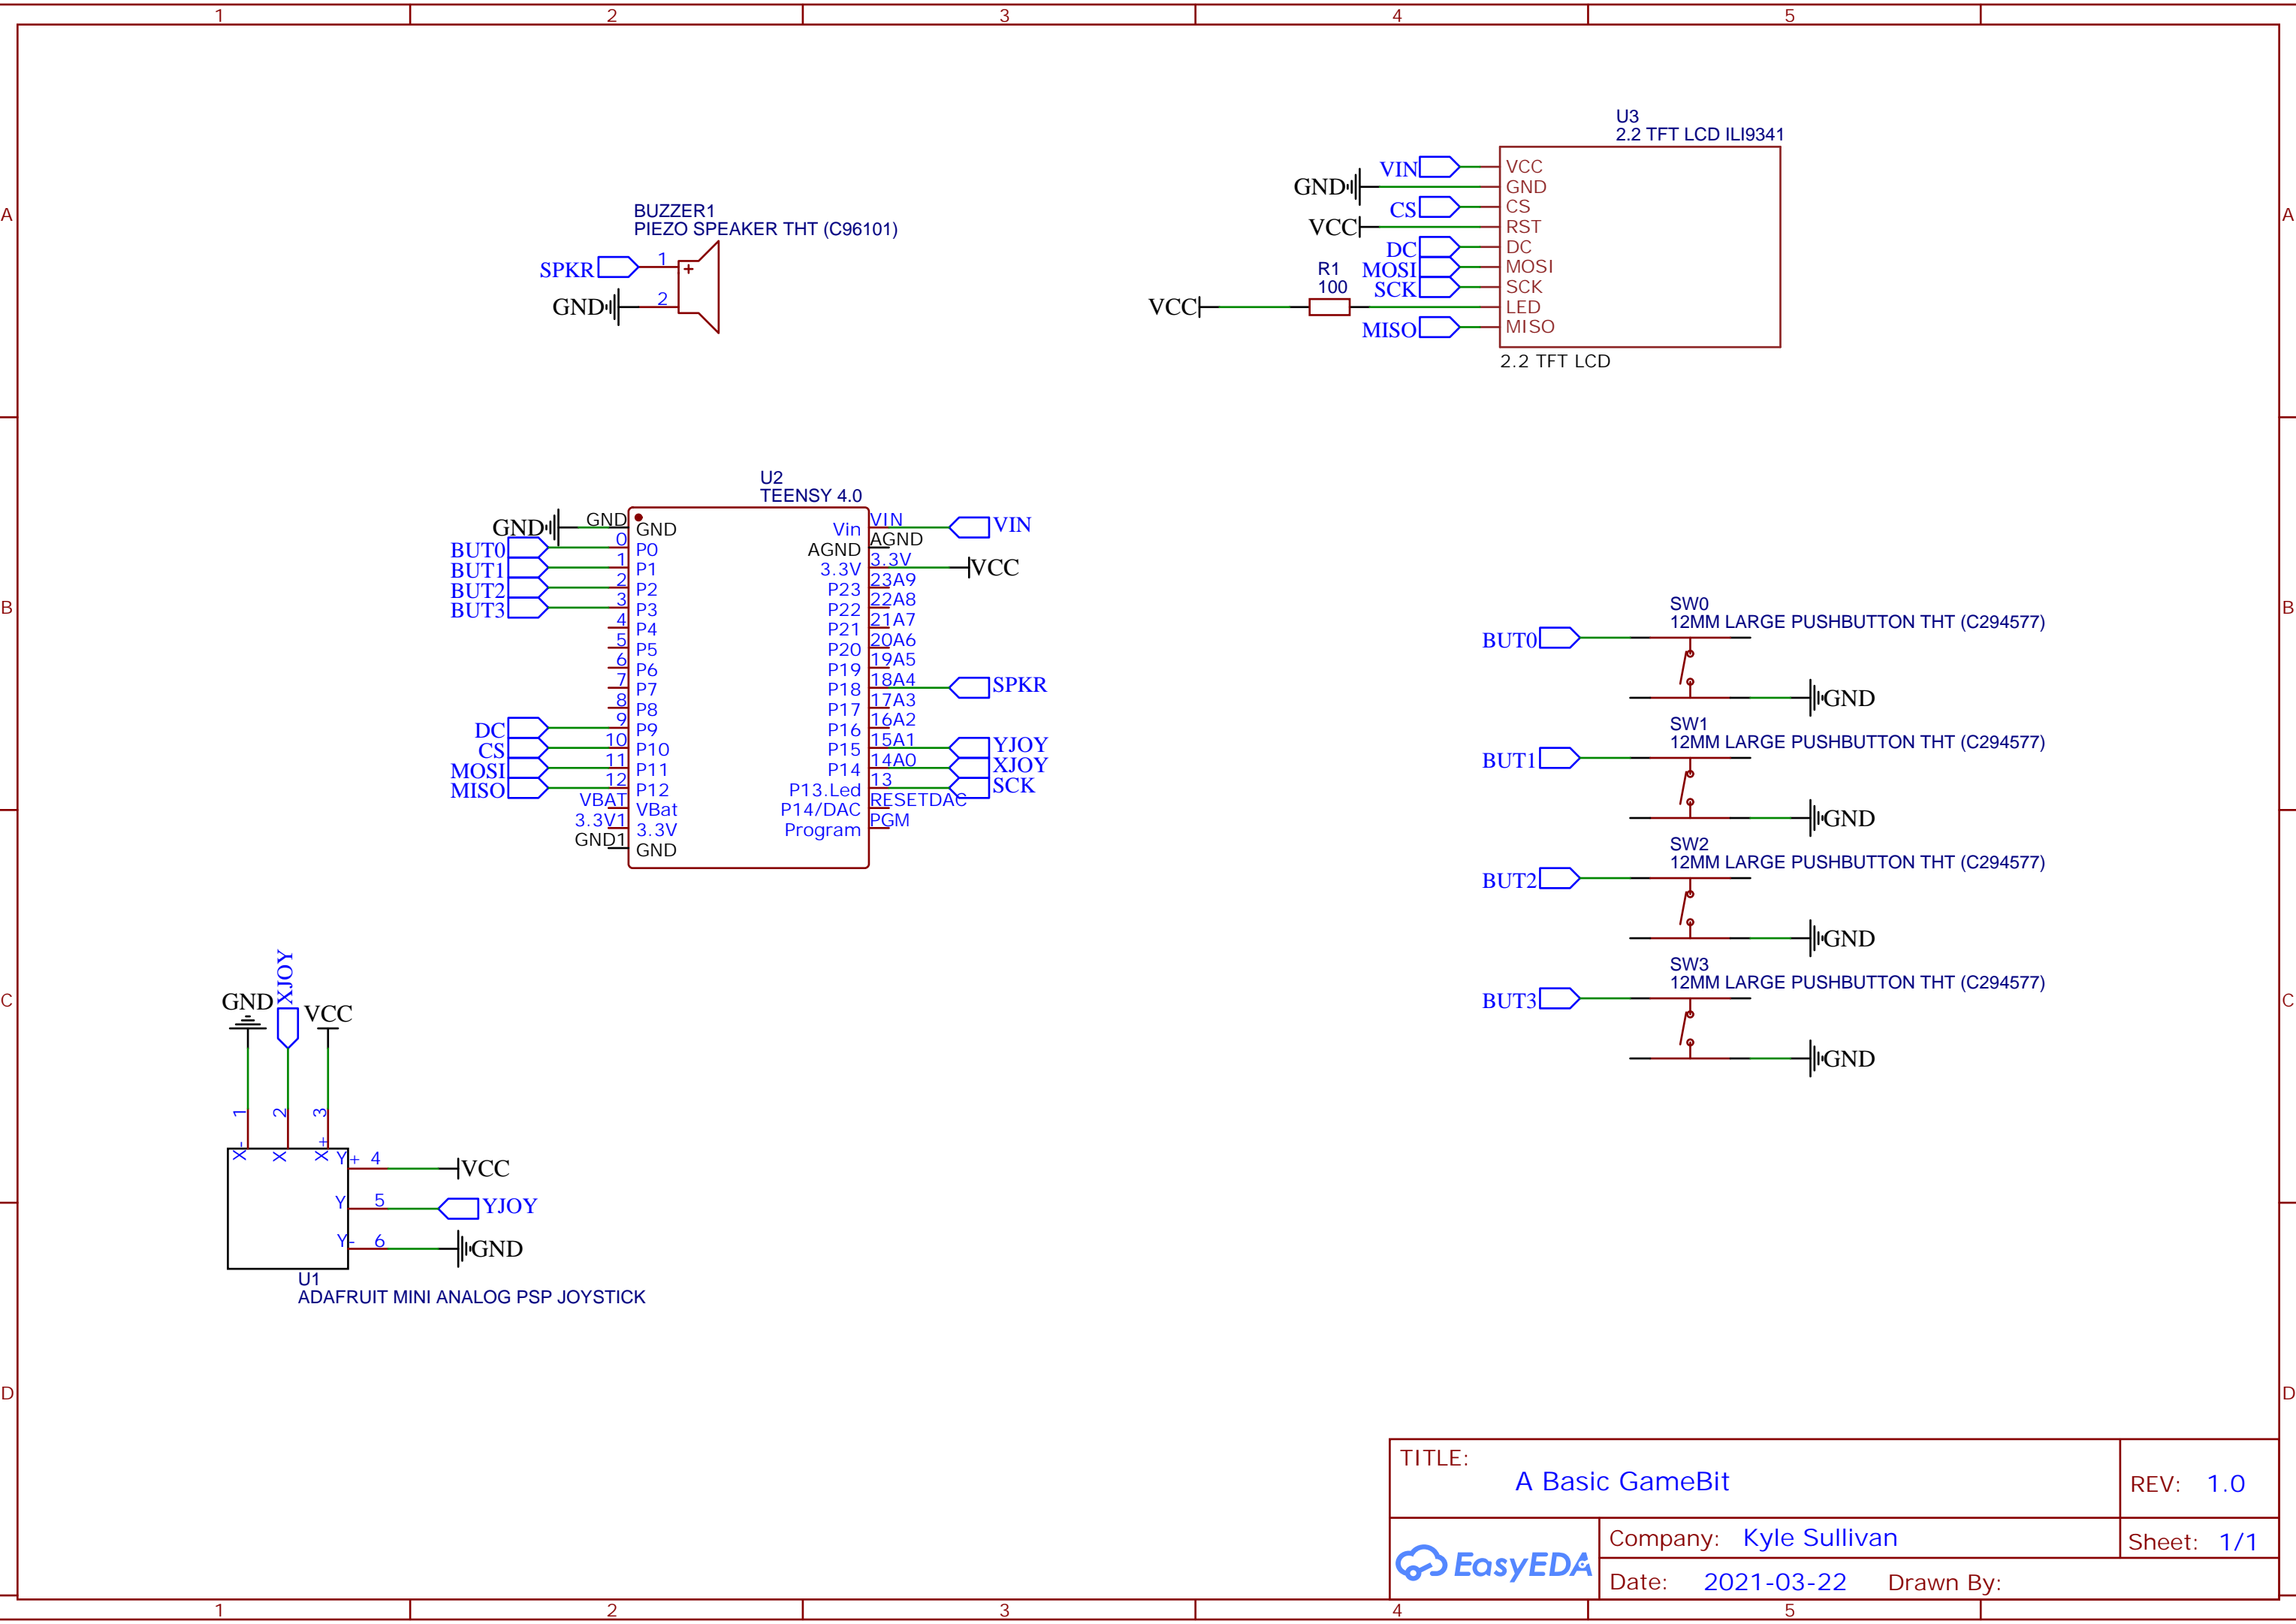 1 2 3 4 5
A A
B B
C C
D D
BUZZER1
PIEZO SPEAKER THT (C96101)
SPKR 1 +
GND 2
U3
2.2 TFT LCD ILI9341
VIN VCC
GND GND
CS CS
VCC RST
DC DC
MOSI MOSI
SCK SCK
R1
100
VCC LED
MISO MISO
2.2 TFT LCD
U2
TEENSY 4.0
GND GND GND Vin VIN VIN
BUT0 0 P0 AGND AGND
BUT1 1 P1 3.3V 3.3V VCC
BUT2 2 P2 P23 23A9
BUT3 3 P3 P22 22A8
4 P4 P21 21A7
5 P5 P20 20A6
6 P6 P19 19A5
7 P7 P18 18A4 SPKR
8 P8 P17 17A3
DC 9 P9 P16 16A2
CS 10 P10 P15 15A1 YJOY
MOSI 11 P11 P14 14A0 XJOY
MISO 12 P12 P13.Led 13 SCK
VBAT VBat P14/DAC RESETDAC
3.3V1 3.3V Program PGM
GND1 GND
SW0
12MM LARGE PUSHBUTTON THT (C294577)
BUT0
GND
SW1
12MM LARGE PUSHBUTTON THT (C294577)
BUT1
GND
SW2
12MM LARGE PUSHBUTTON THT (C294577)
BUT2
GND
SW3
12MM LARGE PUSHBUTTON THT (C294577)
BUT3
GND
GND XJOY VCC
1 2 3
X- X X+
Y+ 4 VCC
Y 5 YJOY
Y- 6 GND
U1
ADAFRUIT MINI ANALOG PSP JOYSTICK
TITLE:
A Basic GameBit
REV: 1.0
EasyEDA
Company: Kyle Sullivan
Sheet: 1/1
Date: 2021-03-22 Drawn By:
1 2 3 4 5